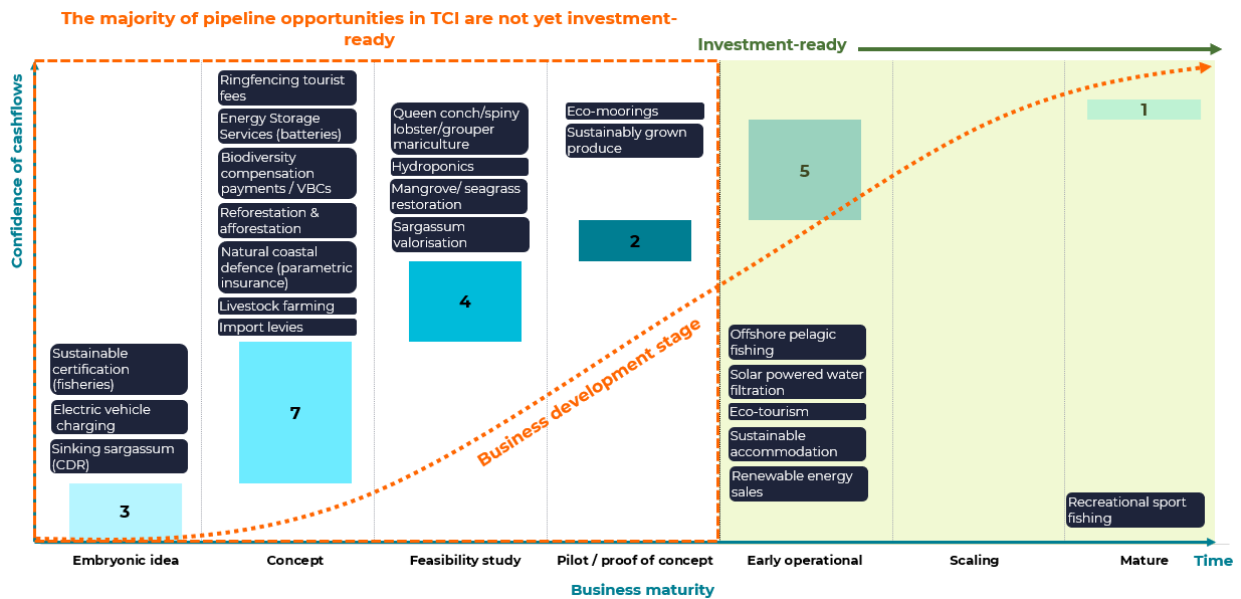 The majority of pipeline opportunities in TCI are not yet investment-
ready
Investment-ready
Confidence of cashflows
Sustainable
certification
(fisheries)
Electric vehicle
charging
Sinking sargassum
(CDR)
3
Ringfencing tourist
fees
Energy Storage
Services (batteries)
Biodiversity
compensation
payments / VBCs
Reforestation &
afforestation
Natural coastal
defence (parametric
insurance)
Livestock farming
Import levies
7
Queen conch/spiny
lobster/grouper
mariculture
Hydroponics
Mangrove/ seagrass
restoration
Sargassum
valorisation
4
Eco-moorings
Sustainably grown
produce
2
Business development stage
5
Offshore pelagic
fishing
Solar powered water
filtration
Eco-tourism
Sustainable
accommodation
Renewable energy
sales
1
Recreational sport
fishing
Embryonic idea
Concept
Feasibility study
Pilot / proof of concept
Early operational
Scaling
Mature
Time
Business maturity